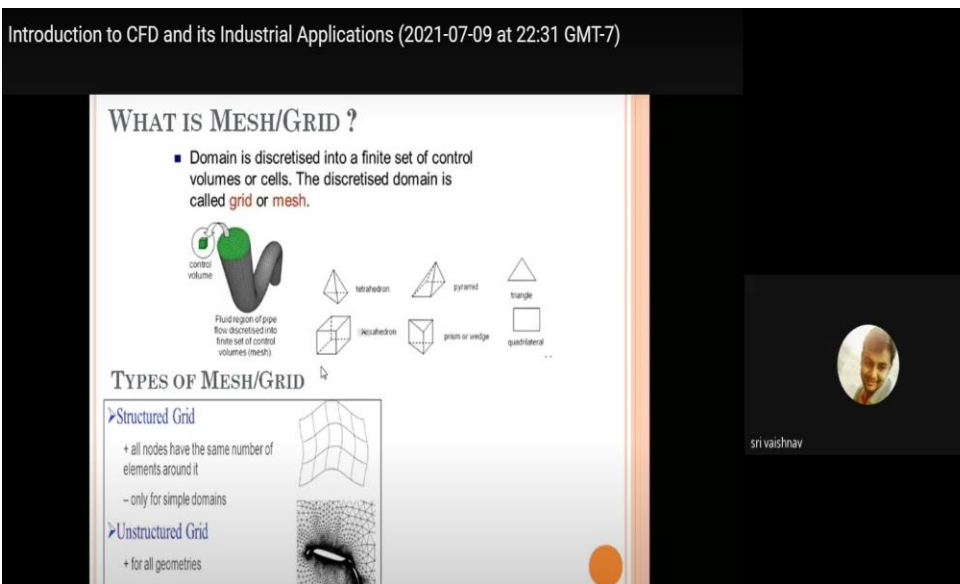 Introduction to CFD and its Industrial Applications (2021-07-09 at 22:31 GMT-7)
WHAT IS MESH/GRID ?
▪ Domain is discretised into a finite set of control
volumes or cells. The discretised domain is
called grid or mesh.
control
volume
Fluid region of pipe
flow discretised into
finite set of control
volumes (mesh).
tetrahedron
pyramid
triangle
prism or wedge
quadrilateral
TYPES OF MESH/GRID
➢Structured Grid
+ all nodes have the same number of
elements around it
– only for simple domains
➢Unstructured Grid
+ for all geometries
sri vaishnav